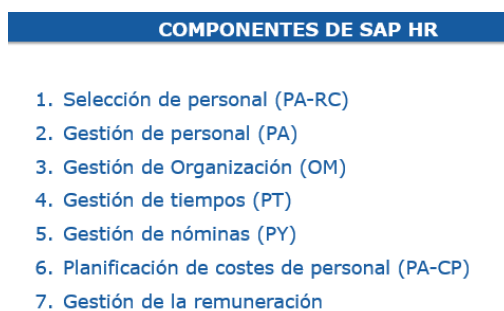 COMPONENTES DE SAP HR
1. Selección de personal (PA-RC)
2. Gestión de personal (PA)
3. Gestión de Organización (OM)
4. Gestión de tiempos (PT)
5. Gestión de nóminas (PY)
6. Planificación de costes de personal (PA-CP)
7. Gestión de la remuneración